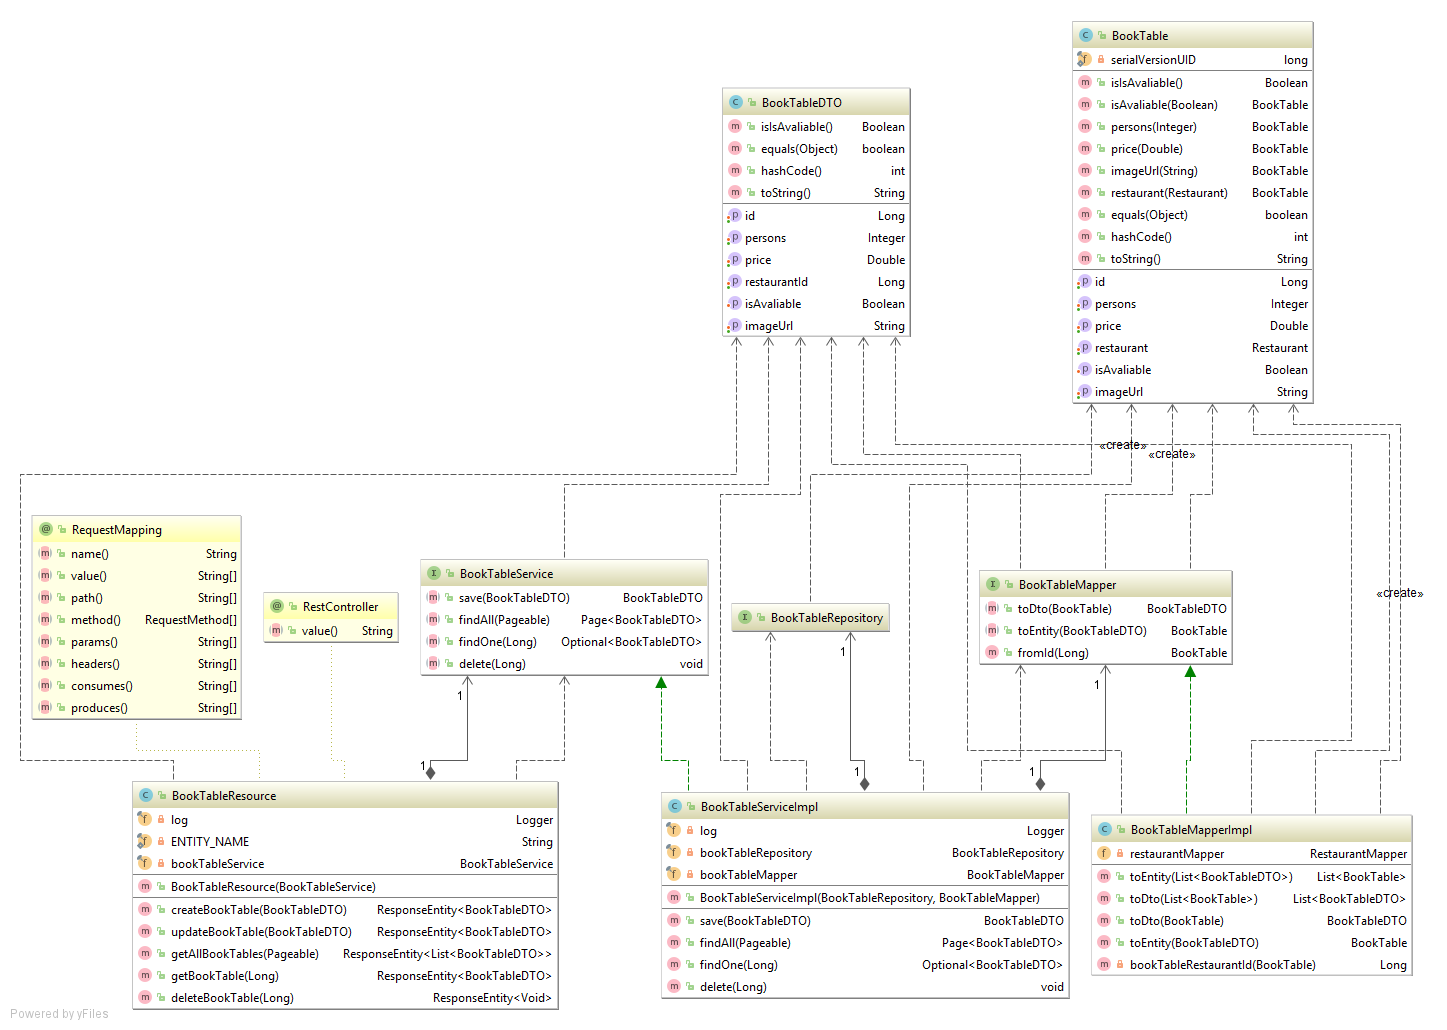 BookTable
serialVersionUID long
isIsAvaliable() Boolean
isAvaliable(Boolean) BookTable
persons(Integer) BookTable
price(Double) BookTable
imageUrl(String) BookTable
restaurant(Restaurant) BookTable
equals(Object) boolean
hashCode() int
toString() String
id Long
persons Integer
price Double
restaurant Restaurant
isAvaliable Boolean
imageUrl String
BookTableDTO
isIsAvaliable() Boolean
equals(Object) boolean
hashCode() int
toString() String
id Long
persons Integer
price Double
restaurantId Long
isAvaliable Boolean
imageUrl String
«create»
«create»
«create»
RequestMapping
name() String
value() String[]
path() String[]
method() RequestMethod[]
params() String[]
headers() String[]
consumes() String[]
produces() String[]
RestController
value() String
BookTableService
save(BookTableDTO) BookTableDTO
findAll(Pageable) Page<BookTableDTO>
findOne(Long) Optional<BookTableDTO>
delete(Long) void
BookTableRepository
BookTableMapper
toDto(BookTable) BookTableDTO
toEntity(BookTableDTO) BookTable
fromId(Long) BookTable
1
1
1
1
1
1
BookTableResource
log Logger
ENTITY_NAME String
bookTableService BookTableService
BookTableResource(BookTableService)
createBookTable(BookTableDTO) ResponseEntity<BookTableDTO>
updateBookTable(BookTableDTO) ResponseEntity<BookTableDTO>
getAllBookTables(Pageable) ResponseEntity<List<BookTableDTO>>
getBookTable(Long) ResponseEntity<BookTableDTO>
deleteBookTable(Long) ResponseEntity<Void>
BookTableServiceImpl
log Logger
bookTableRepository BookTableRepository
bookTableMapper BookTableMapper
BookTableServiceImpl(BookTableRepository, BookTableMapper)
save(BookTableDTO) BookTableDTO
findAll(Pageable) Page<BookTableDTO>
findOne(Long) Optional<BookTableDTO>
delete(Long) void
BookTableMapperImpl
restaurantMapper RestaurantMapper
toEntity(List<BookTableDTO>) List<BookTable>
toDto(List<BookTable>) List<BookTableDTO>
toDto(BookTable) BookTableDTO
toEntity(BookTableDTO) BookTable
bookTableRestaurantId(BookTable) Long
Powered by yFiles